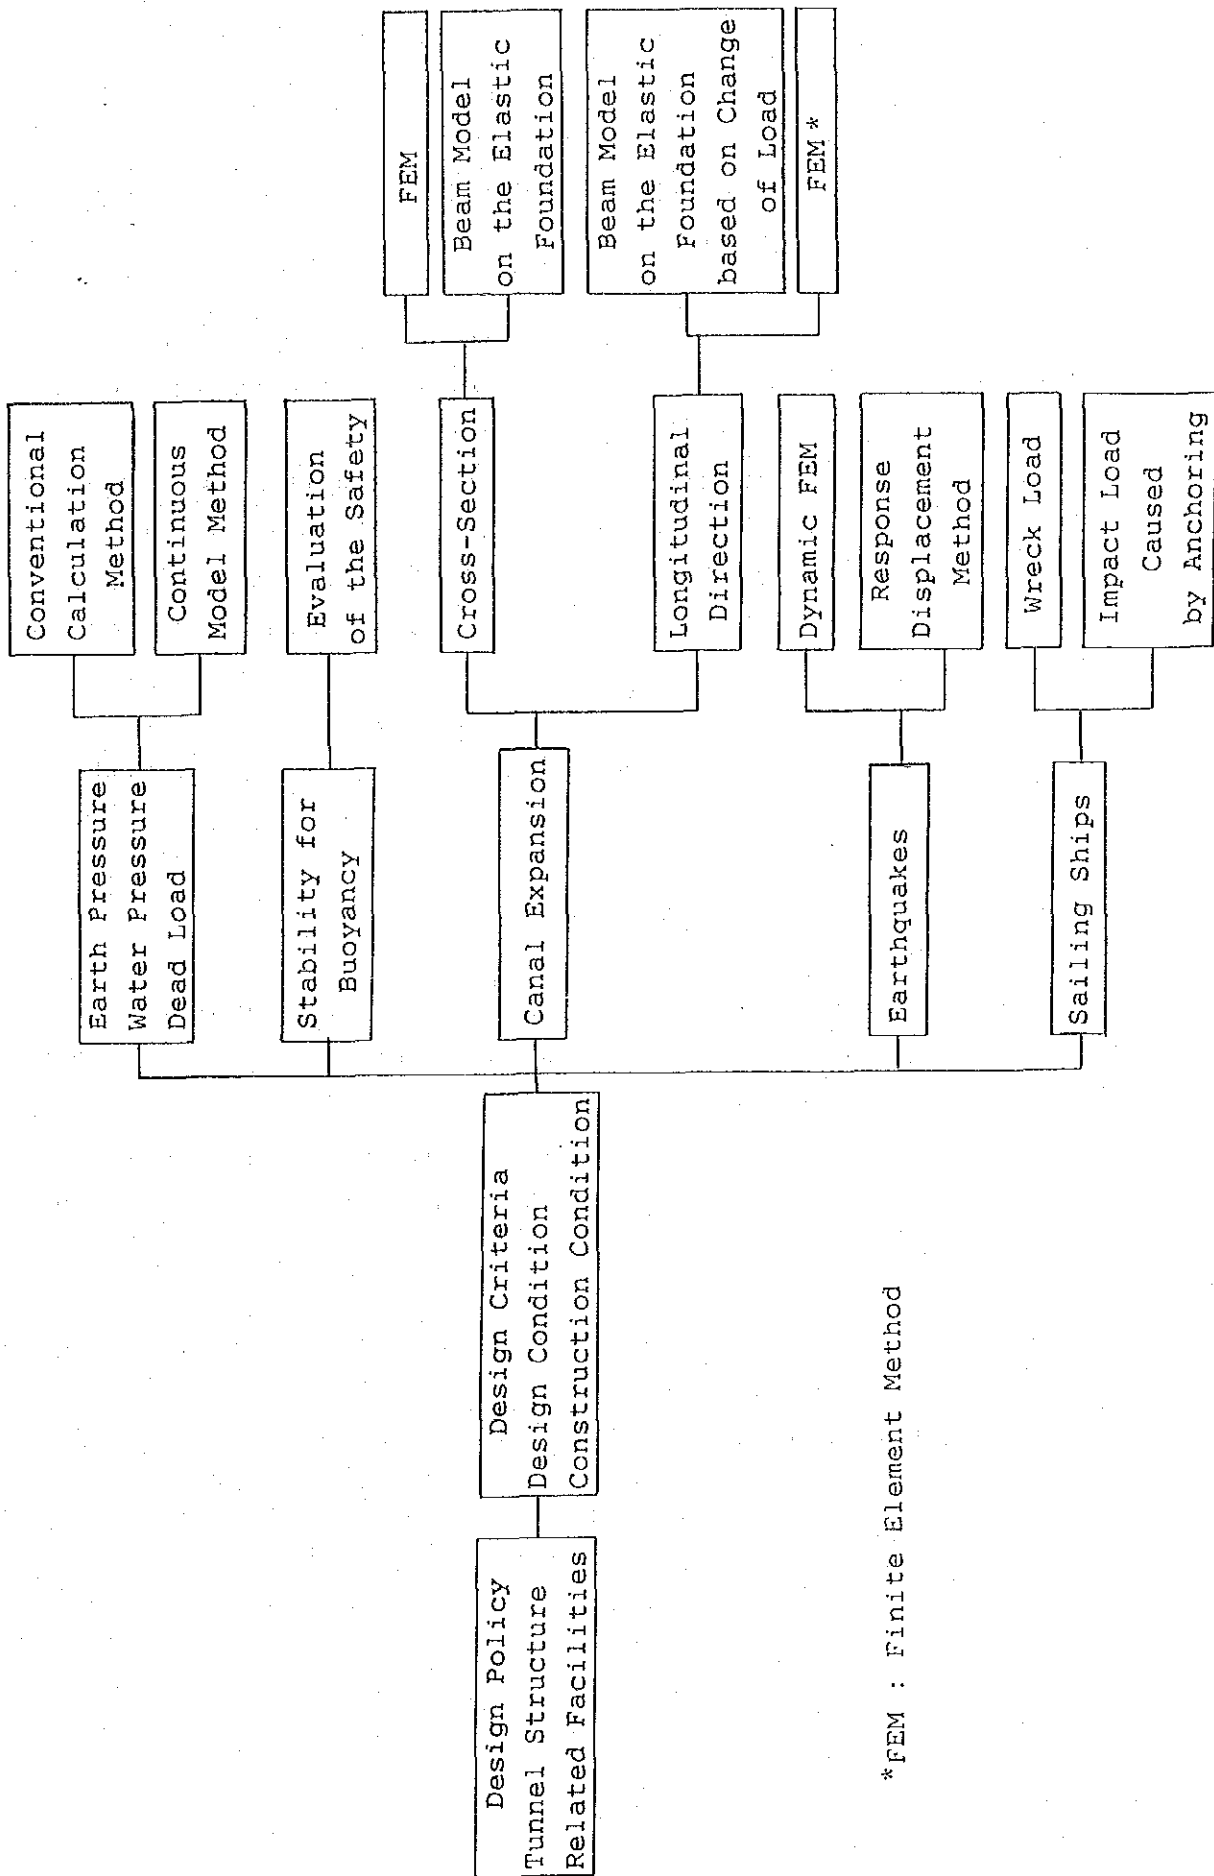 Design Policy
Tunnel Structure
Related Facilities
Design Criteria
Design Condition
Construction Condition
Earth Pressure
Water Pressure
Dead Load
Conventional
Calculation
Method
Continuous
Model Method
Stability for
Buoyancy
Evaluation
of the Safety
Canal Expansion
Cross-Section
FEM
Beam Model
on the Elastic
Foundation
Longitudinal
Direction
Beam Model
on the Elastic
Foundation
based on Change
of Load
FEM*
Earthquakes
Dynamic FEM
Response
Displacement
Method
Sailing Ships
Wreck Load
Impact Load
Caused
by Anchoring
*FEM : Finite Element Method